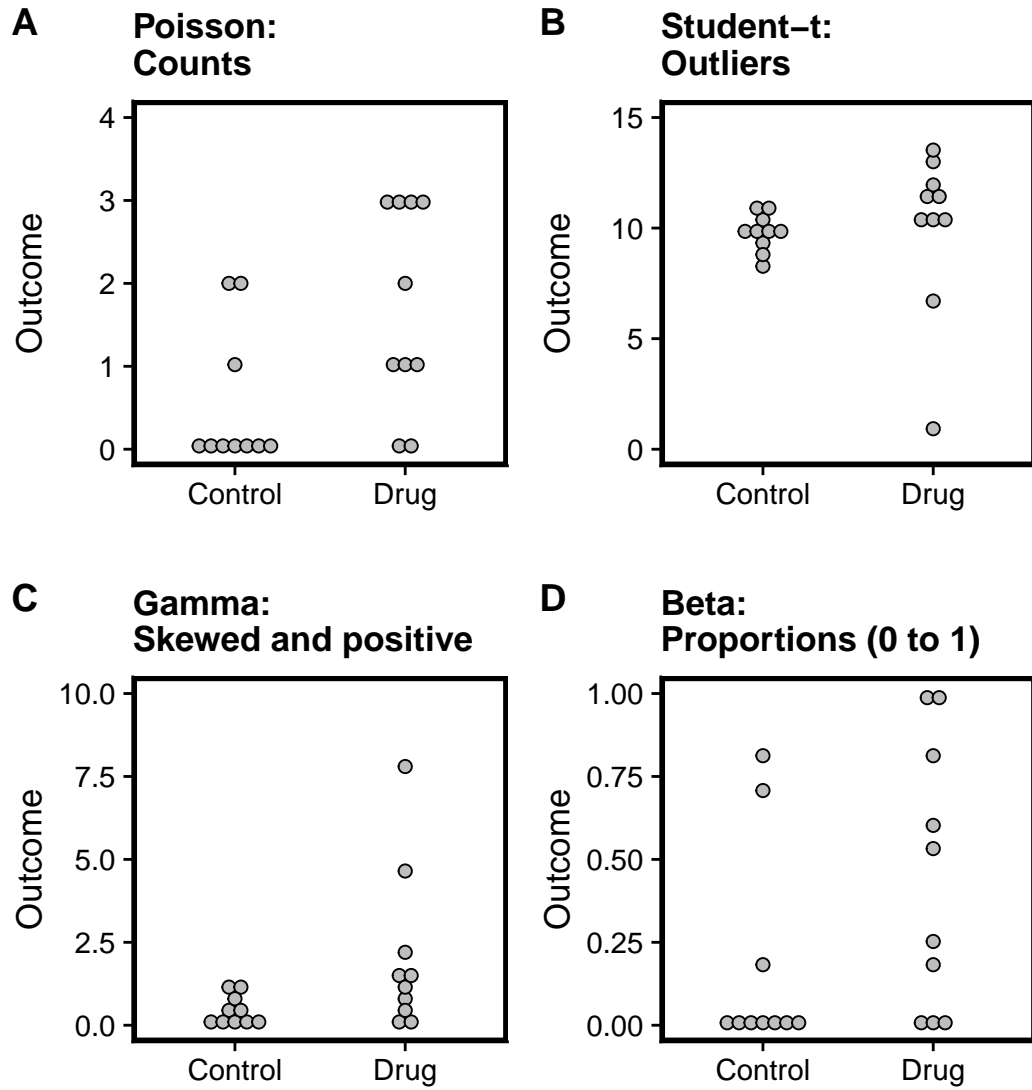 A
Poisson:
Counts
4
3
2
1
0
Outcome
Control Drug
B
Student−t:
Outliers
15
10
5
0
Outcome
Control Drug
C
Gamma:
Skewed and positive
10.0
7.5
5.0
2.5
0.0
Outcome
Control Drug
D
Beta:
Proportions (0 to 1)
1.00
0.75
0.50
0.25
0.00
Outcome
Control Drug